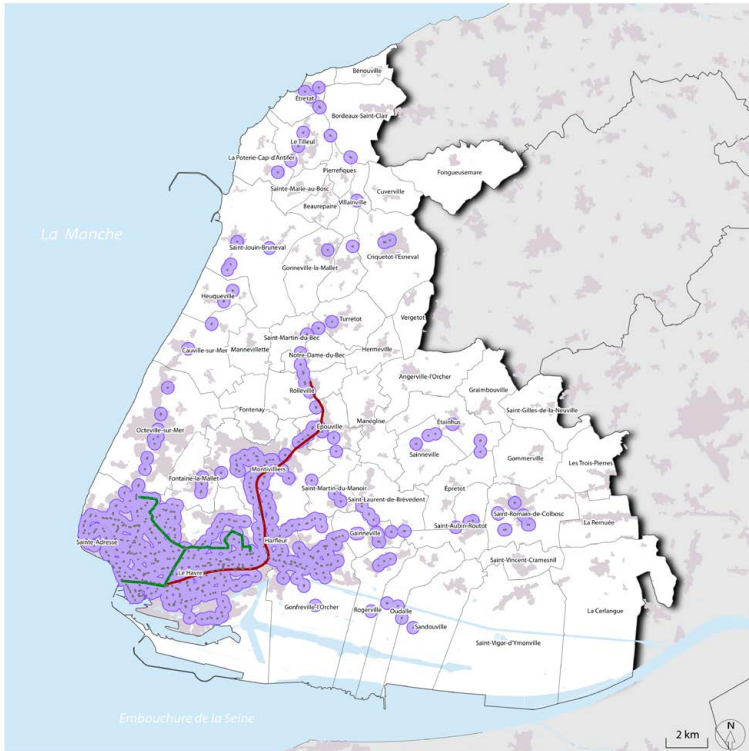 Bénouville
Étretat
Bordeaux-Saint-Clair
Le Tilleul
La Poterie-Cap-d'Antifer
Pierrefiques
Fongueusemare
Sainte-Marie-au-Bosc
Cuverville
Beaurepaire
Villainville
La Manche
Saint-Jouin-Bruneval
Criquetot-l'Esneval
Gonneville-la-Mallet
Heuqueville
Turretot
Vergetot
Saint-Martin-du-Bec
Cauville-sur-Mer
Mannevillette
Hermeville
Notre-Dame-du-Bec
Angerville-l'Orcher
Rolleville
Graimbouville
Fontenay
Saint-Gilles-de-la-Neuville
Manéglise
Étainhus
Octeville-sur-Mer
Epouville
Sainneville
Gommerville
Les Trois-Pierres
Montivilliers
Fontaine-la-Mallet
Saint-Martin-du-Manoir
Épretot
Saint-Laurent-de-Brèvedent
Saint-Romain-de-Colbosc
La Remuée
Saint-Aubin-Routot
Gainneville
Sainte-Adresse
Harfleur
Saint-Vincent-Cramesnil
Le Havre
Gonfreville-l'Orcher
Rogerville
Oudalle
La Cerlangue
Sandouville
Saint-Vigor-d'Ymonville
Embouchure de la Seine
2 km
N